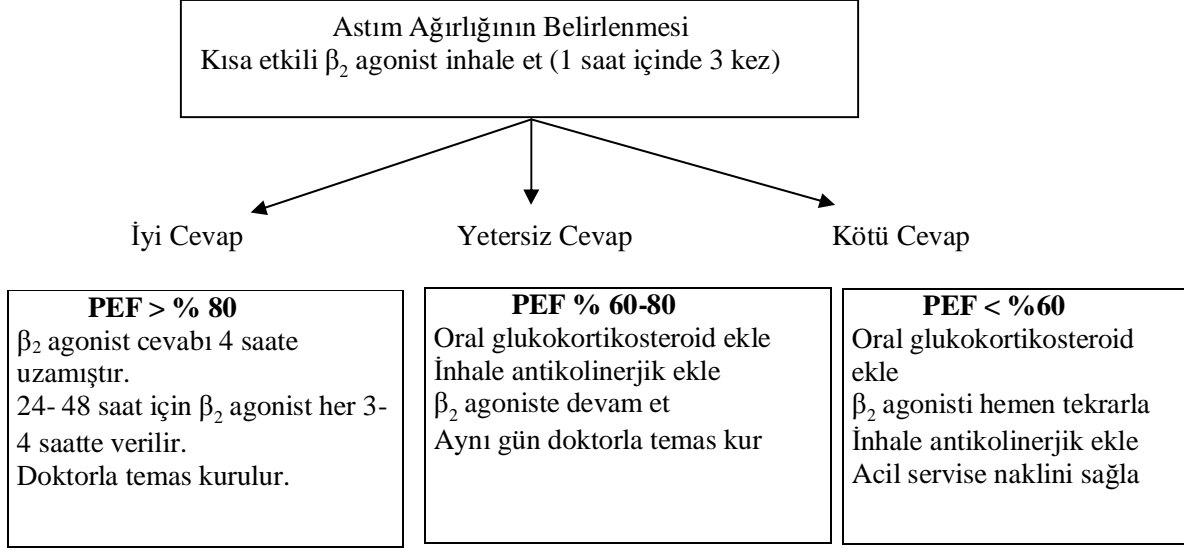 Astım Ağırlığının Belirlenmesi
Kısa etkili β₂ agonist inhale et (1 saat içinde 3 kez)
İyi Cevap
Yetersiz Cevap
Kötü Cevap
PEF > % 80
β₂ agonist cevabı 4 saate
uzamıştır.
24- 48 saat için β₂ agonist her 3-
4 saatte verilir.
Doktorla temas kurulur.
PEF % 60-80
Oral glukokortikosteroid ekle
İnhale antikolinerjik ekle
β₂ agoniste devam et
Aynı gün doktorla temas kur
PEF < %60
Oral glukokortikosteroid
ekle
β₂ agonisti hemen tekrarla
İnhale antikolinerjik ekle
Acil servise naklini sağla